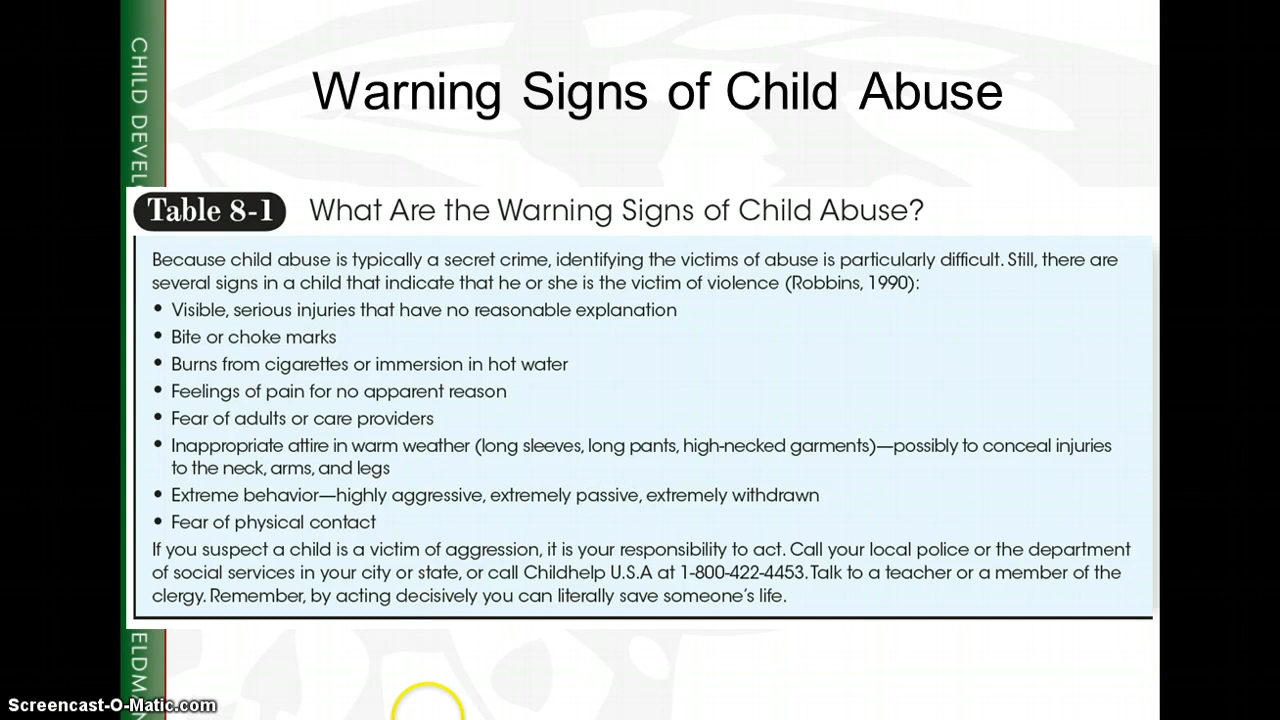 Warning Signs of Child Abuse
CHILD DEVEL
Table 8-1 What Are the Warning Signs of Child Abuse?
Because child abuse is typically a secret crime, identifying the victims of abuse is particularly difficult. Still, there are
several signs in a child that indicate that he or she is the victim of violence (Robbins, 1990):
• Visible, serious injuries that have no reasonable explanation
• Bite or choke marks
• Burns from cigarettes or immersion in hot water
• Feelings of pain for no apparent reason
• Fear of adults or care providers
• Inappropriate attire in warm weather (long sleeves, long pants, high-necked garments)—possibly to conceal injuries
to the neck, arms, and legs
• Extreme behavior—highly aggressive, extremely passive, extremely withdrawn
• Fear of physical contact
If you suspect a child is a victim of aggression, it is your responsibility to act. Call your local police or the department
of social services in your city or state, or call Childhelp U.S.A at 1-800-422-4453. Talk to a teacher or a member of the
clergy. Remember, by acting decisively you can literally save someone's life.
ELDMAN
Screencast-O-Matic.com